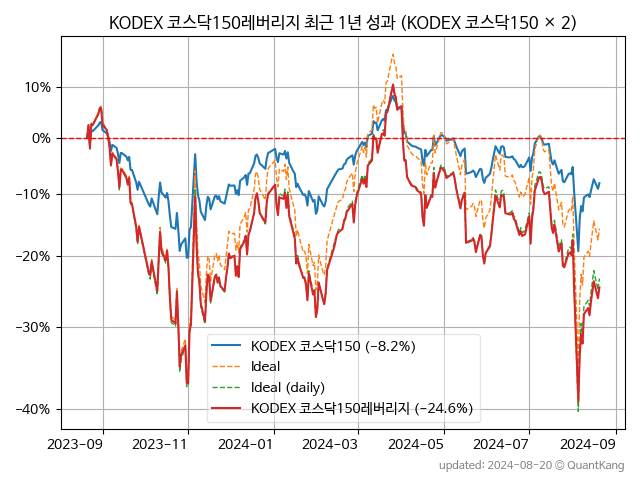 KODEX 코스닥150레버리지 최근 1년 성과 (KODEX 코스닥150 × 2)
10%
0%
−10%
−20%
−30%
−40%
KODEX 코스닥150 (−8.2%)
Ideal
Ideal (daily)
KODEX 코스닥150레버리지 (−24.6%)
2023-09 2023-11 2024-01 2024-03 2024-05 2024-07 2024-09
updated: 2024-08-20 © QuantKang